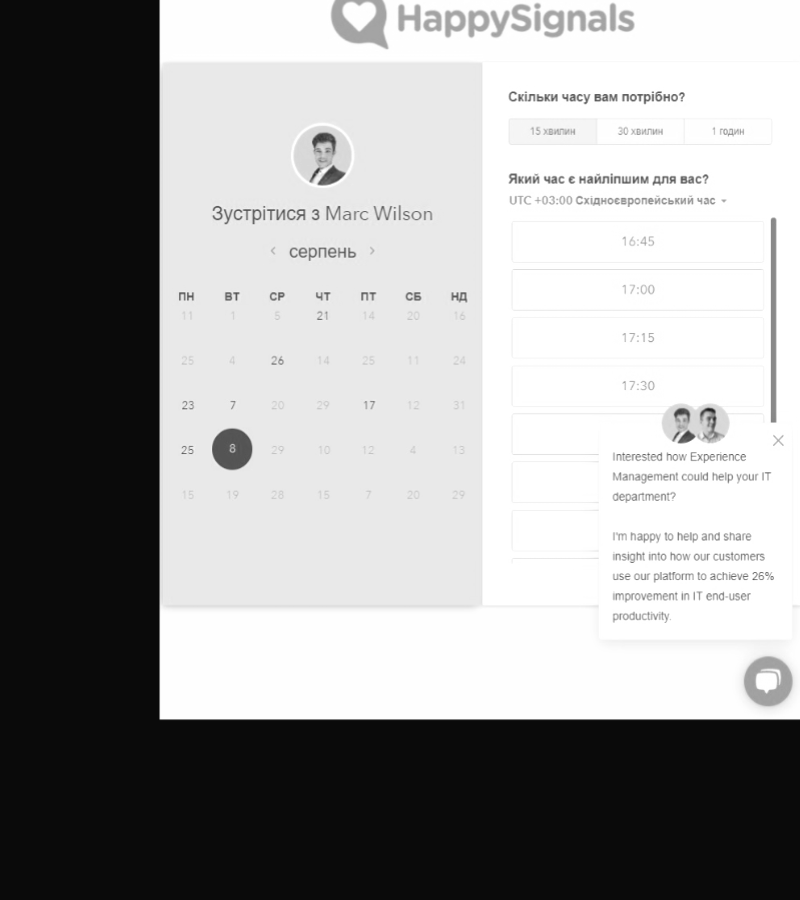 HappySignals
Зустрітися з Marc Wilson
серпень
ПН ВТ СР ЧТ ПТ СБ НД
11 1 5 21 14 20 16
25 4 26 14 25 11 24
23 7 20 29 17 12 31
25 8 29 10 12 4 13
15 19 28 15 7 20 29
Скільки часу вам потрібно?
15 хвилин 30 хвилин 1 годин
Який час є найліпшим для вас?
UTC +03:00 Східноєвропейський час
16:45
17:00
17:15
17:30
Interested how Experience
Management could help your IT
department?
I'm happy to help and share
insight into how our customers
use our platform to achieve 26%
improvement in IT end-user
productivity.